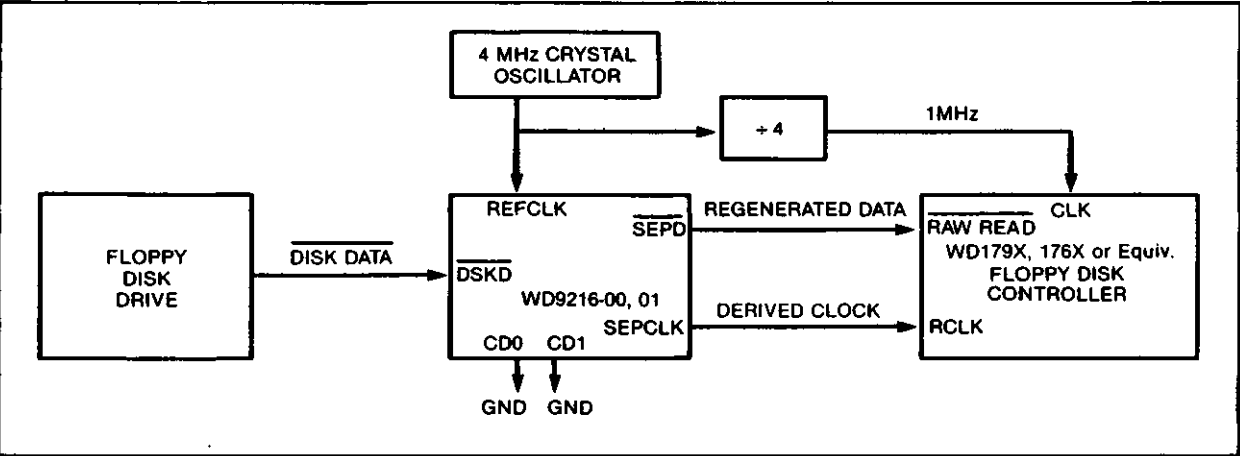 4 MHz CRYSTAL
OSCILLATOR
÷ 4
1MHz
FLOPPY
DISK
DRIVE
DISK DATA
REFCLK
SEPD
DSKD
WD9216-00, 01
SEPCLK
CD0 CD1
GND GND
REGENERATED DATA
DERIVED CLOCK
CLK
RAW READ
WD179X, 176X or Equiv.
FLOPPY DISK
CONTROLLER
RCLK